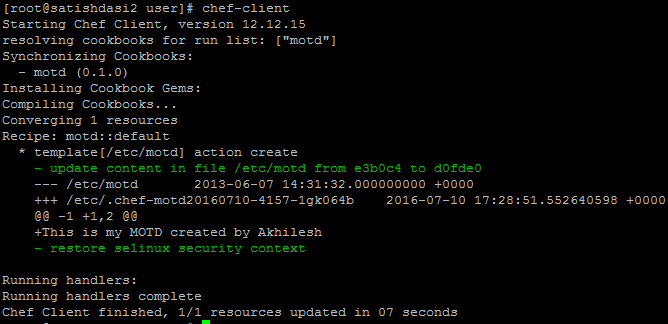 [root@satishdasi2 user]# chef-client
Starting Chef Client, version 12.12.15
resolving cookbooks for run list: ["motd"]
Synchronizing Cookbooks:
  - motd (0.1.0)
Installing Cookbook Gems:
Compiling Cookbooks...
Converging 1 resources
Recipe: motd::default
  * template[/etc/motd] action create
    - update content in file /etc/motd from e3b0c4 to d0fde0
    --- /etc/motd       2013-06-07 14:31:32.000000000 +0000
    +++ /etc/.chef-motd20160710-4157-1gk064b    2016-07-10 17:28:51.552640598 +0000
    @@ -1 +1,2 @@
    +This is my MOTD created by Akhilesh
    - restore selinux security context
Running handlers:
Running handlers complete
Chef Client finished, 1/1 resources updated in 07 seconds